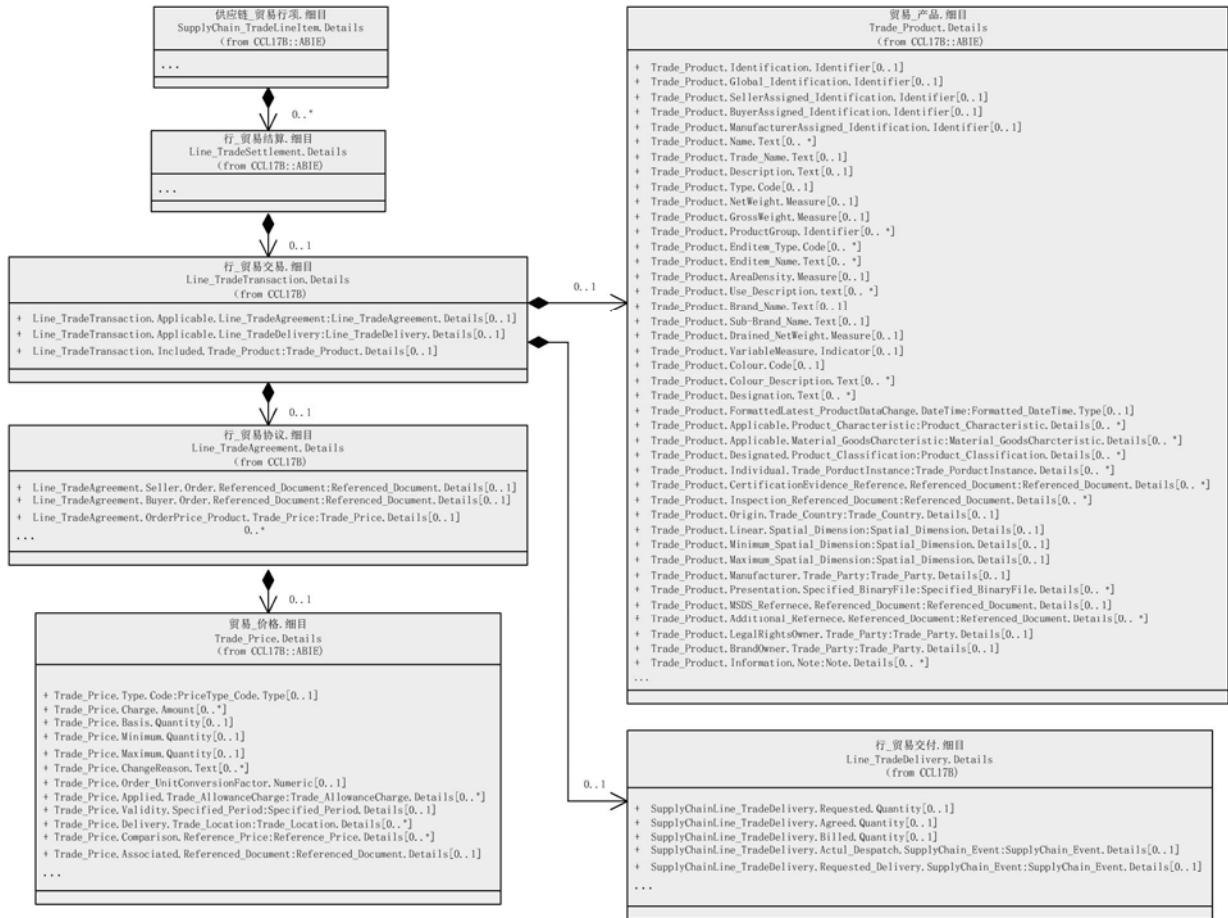 供应链_贸易行项.细目
SupplyChain_TradeLineItem.Details
(from CCL17B::ABIE)
...
0..*
行_贸易结算.细目
Line_TradeSettlement.Details
(from CCL17B::ABIE)
...
0..1
行_贸易交易.细目
Line_TradeTransaction.Details
(from CCL17B)
+ Line_TradeTransaction.Applicable.Line_TradeAgreement:Line_TradeAgreement.Details[0..1]
+ Line_TradeTransaction.Applicable.Line_TradeDelivery:Line_TradeDelivery.Details[0..1]
+ Line_TradeTransaction.Included.Trade_Product:Trade_Product.Details[0..1]
0..1
行_贸易协议.细目
Line_TradeAgreement.Details
(from CCL17B)
+ Line_TradeAgreement.Seller.Order.Referenced_Document:Referenced_Document.Details[0..1]
+ Line_TradeAgreement.Buyer.Order.Referenced_Document:Referenced_Document.Details[0..1]
+ Line_TradeAgreement.OrderPrice_Product.Trade_Price:Trade_Price.Details[0..1]
0..*
...
0..1
贸易_价格.细目
Trade_Price.Details
(from CCL17B::ABIE)
+ Trade_Price.Type.Code:PriceType_Code.Type[0..1]
+ Trade_Price.Charge.Amount[0..*]
+ Trade_Price.Basis.Quantity[0..1]
+ Trade_Price.Minimum.Quantity[0..1]
+ Trade_Price.Maximum.Quantity[0..1]
+ Trade_Price.ChangeReason.Text[0..*]
+ Trade_Price.Order_UnitConversionFactor.Numeric[0..1]
+ Trade_Price.Applied.Trade_AllowanceCharge:Trade_AllowanceCharge.Details[0..*]
+ Trade_Price.Validity.Specified_Period:Specified_Period.Details[0..1]
+ Trade_Price.Delivery.Trade_Location:Trade_Location.Details[0..*]
+ Trade_Price.Comparison.Reference_Price:Reference_Price.Details[0..*]
+ Trade_Price.Associated.Referenced_Document:Referenced_Document.Details[0..1]
...
0..1
贸易_产品.细目
Trade_Product.Details
(from CCL17B::ABIE)
+ Trade_Product.Identification.Identifier[0..1]
+ Trade_Product.Global_Identification.Identifier[0..1]
+ Trade_Product.SellerAssigned_Identification.Identifier[0..1]
+ Trade_Product.BuyerAssigned_Identification.Identifier[0..1]
+ Trade_Product.ManufacturerAssigned_Identification.Identifier[0..1]
+ Trade_Product.Name.Text[0.. *]
+ Trade_Product.Trade_Name.Text[0..1]
+ Trade_Product.Description.Text[0..1]
+ Trade_Product.Type.Code[0..1]
+ Trade_Product.NetWeight.Measure[0..1]
+ Trade_Product.GrossWeight.Measure[0..1]
+ Trade_Product.ProductGroup.Identifier[0.. *]
+ Trade_Product.Enditem_Type.Code[0.. *]
+ Trade_Product.Enditem_Name.Text[0.. *]
+ Trade_Product.AreaDensity.Measure[0..1]
+ Trade_Product.Use_Description.text[0.. *]
+ Trade_Product.Brand_Name.Text[0..1]
+ Trade_Product.Sub-Brand_Name.Text[0..1]
+ Trade_Product.Drained_NetWeight.Measure[0..1]
+ Trade_Product.VariableMeasure.Indicator[0..1]
+ Trade_Product.Colour.Code[0..1]
+ Trade_Product.Colour_Description.Text[0.. *]
+ Trade_Product.Designation.Text[0.. *]
+ Trade_Product.FormattedLatest_ProductDataChange.DateTime:Formatted_DateTime.Type[0..1]
+ Trade_Product.Applicable.Product_Characteristic:Product_Characteristic.Details[0.. *]
+ Trade_Product.Applicable.Material_GoodsCharcteristic:Material_GoodsCharcteristic.Details[0.. *]
+ Trade_Product.Designated.Product_Classification:Product_Classification.Details[0.. *]
+ Trade_Product.Individual.Trade_PorductInstance:Trade_PorductInstance.Details[0.. *]
+ Trade_Product.CertificationEvidence_Reference.Referenced_Document:Referenced_Document.Details[0.. *]
+ Trade_Product.Inspection_Referenced_Document:Referenced_Document.Details[0.. *]
+ Trade_Product.Origin.Trade_Country:Trade_Country.Details[0..1]
+ Trade_Product.Linear.Spatial_Dimension:Spatial_Dimension.Details[0..1]
+ Trade_Product.Minimum_Spatial_Dimension:Spatial_Dimension.Details[0..1]
+ Trade_Product.Maximum_Spatial_Dimension:Spatial_Dimension.Details[0..1]
+ Trade_Product.Manufacturer.Trade_Party:Trade_Party.Details[0..1]
+ Trade_Product.Presentation.Specified_BinaryFile:Specified_BinaryFile.Details[0.. *]
+ Trade_Product.MSDS_Refernece.Referenced_Document:Referenced_Document.Details[0..1]
+ Trade_Product.Additional_Refernece.Referenced_Document:Referenced_Document.Details[0.. *]
+ Trade_Product.LegalRightsOwner.Trade_Party:Trade_Party.Details[0..1]
+ Trade_Product.BrandOwner.Trade_Party:Trade_Party.Details[0..1]
+ Trade_Product.Information.Note:Note.Details[0.. *]
...
0..1
行_贸易交付.细目
Line_TradeDelivery.Details
(from CCL17B)
+ SupplyChainLine_TradeDelivery.Requested.Quantity[0..1]
+ SupplyChainLine_TradeDelivery.Agreed.Quantity[0..1]
+ SupplyChainLine_TradeDelivery.Billed.Quantity[0..1]
+ SupplyChainLine_TradeDelivery.Actul_Despatch.SupplyChain_Event:SupplyChain_Event.Details[0..1]
+ SupplyChainLine_TradeDelivery.Requested_Delivery.SupplyChain_Event:SupplyChain_Event.Details[0..1]
...